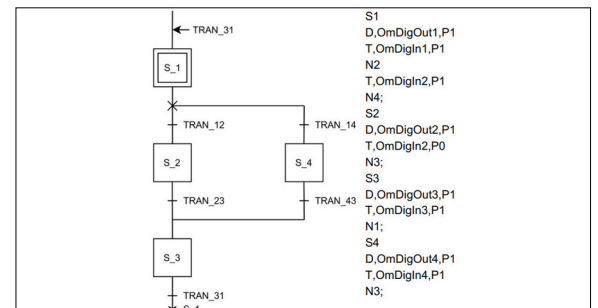 TRAN_31
S_1
TRAN_12
TRAN_14
S_2
S_4
TRAN_23
TRAN_43
S_3
TRAN_31
S1
D,OmDigOut1,P1
T,OmDigIn1,P1
N2
T,OmDigIn2,P1
N4;
S2
D,OmDigOut2,P1
T,OmDigIn2,P0
N3;
S3
D,OmDigOut3,P1
T,OmDigIn3,P1
N1;
S4
D,OmDigOut4,P1
T,OmDigIn4,P1
N3;